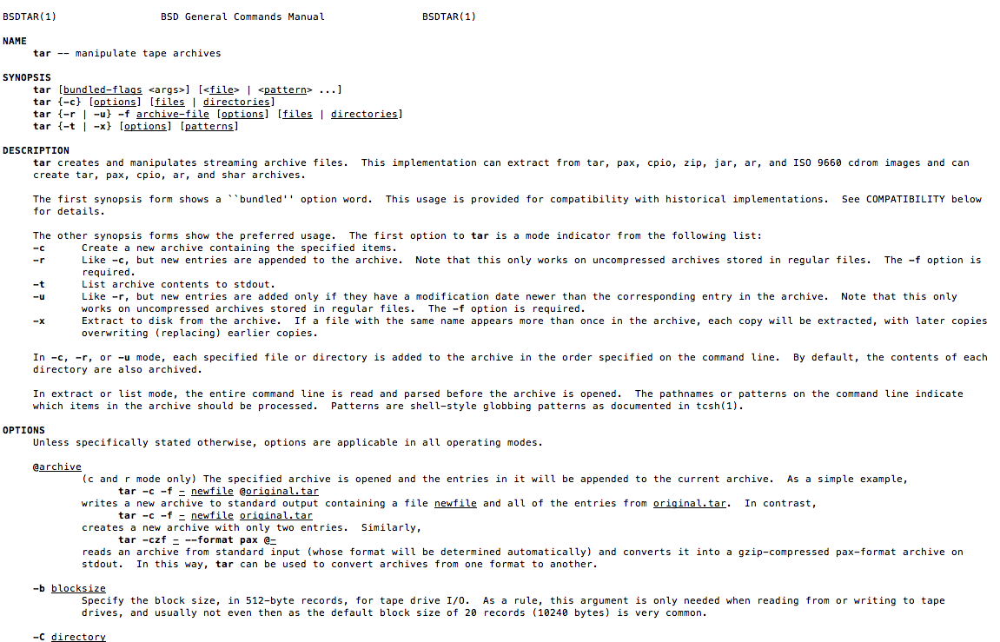 BSDTAR(1)                 BSD General Commands Manual                BSDTAR(1)

NAME
     tar -- manipulate tape archives

SYNOPSIS
     tar [bundled-flags <args>] [<file> | <pattern> ...]
     tar {-c} [options] [files | directories]
     tar {-r | -u} -f archive-file [options] [files | directories]
     tar {-t | -x} [options] [patterns]

DESCRIPTION
     tar creates and manipulates streaming archive files.  This implementation can extract from tar, pax, cpio, zip, jar, ar, and ISO 9660 cdrom images and can
     create tar, pax, cpio, ar, and shar archives.

     The first synopsis form shows a ``bundled'' option word.  This usage is provided for compatibility with historical implementations.  See COMPATIBILITY below
     for details.

     The other synopsis forms show the preferred usage.  The first option to tar is a mode indicator from the following list:
     -c      Create a new archive containing the specified items.
     -r      Like -c, but new entries are appended to the archive.  Note that this only works on uncompressed archives stored in regular files.  The -f option is
             required.
     -t      List archive contents to stdout.
     -u      Like -r, but new entries are added only if they have a modification date newer than the corresponding entry in the archive.  Note that this only
             works on uncompressed archives stored in regular files.  The -f option is required.
     -x      Extract to disk from the archive.  If a file with the same name appears more than once in the archive, each copy will be extracted, with later copies
             overwriting (replacing) earlier copies.

     In -c, -r, or -u mode, each specified file or directory is added to the archive in the order specified on the command line.  By default, the contents of each
     directory are also archived.

     In extract or list mode, the entire command line is read and parsed before the archive is opened.  The pathnames or patterns on the command line indicate
     which items in the archive should be processed.  Patterns are shell-style globbing patterns as documented in tcsh(1).

OPTIONS
     Unless specifically stated otherwise, options are applicable in all operating modes.

     @archive
             (c and r mode only) The specified archive is opened and the entries in it will be appended to the current archive.  As a simple example,
                   tar -c -f - newfile @original.tar
             writes a new archive to standard output containing a file newfile and all of the entries from original.tar.  In contrast,
                   tar -c -f - newfile original.tar
             creates a new archive with only two entries.  Similarly,
                   tar -czf - --format pax @-
             reads an archive from standard input (whose format will be determined automatically) and converts it into a gzip-compressed pax-format archive on
             stdout.  In this way, tar can be used to convert archives from one format to another.

     -b blocksize
             Specify the block size, in 512-byte records, for tape drive I/O.  As a rule, this argument is only needed when reading from or writing to tape
             drives, and usually not even then as the default block size of 20 records (10240 bytes) is very common.

     -C directory